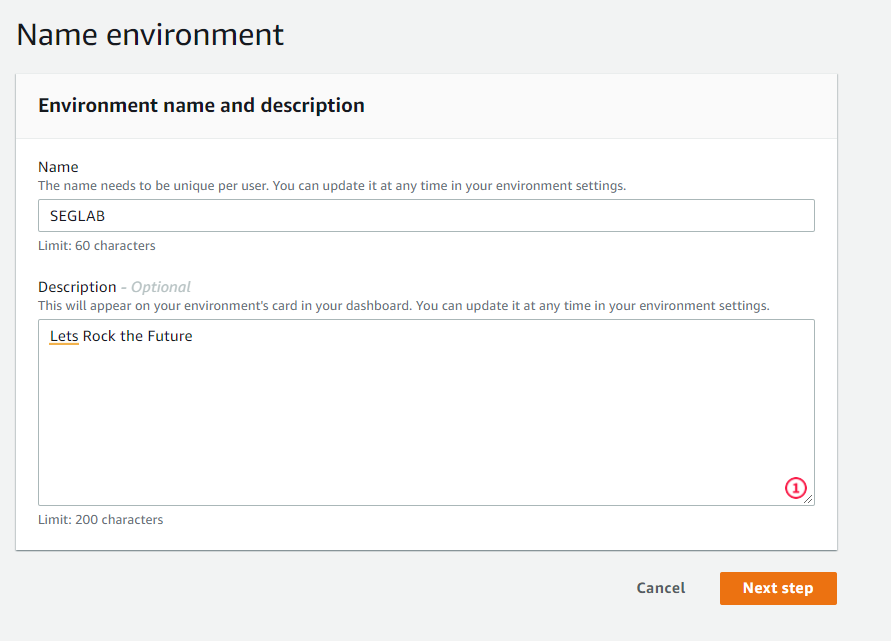 Name environment
Environment name and description
Name
The name needs to be unique per user. You can update it at any time in your environment settings.
SEGLAB
Limit: 60 characters
Description - Optional
This will appear on your environment's card in your dashboard. You can update it at any time in your environment settings.
Lets Rock the Future
1
Limit: 200 characters
Cancel
Next step